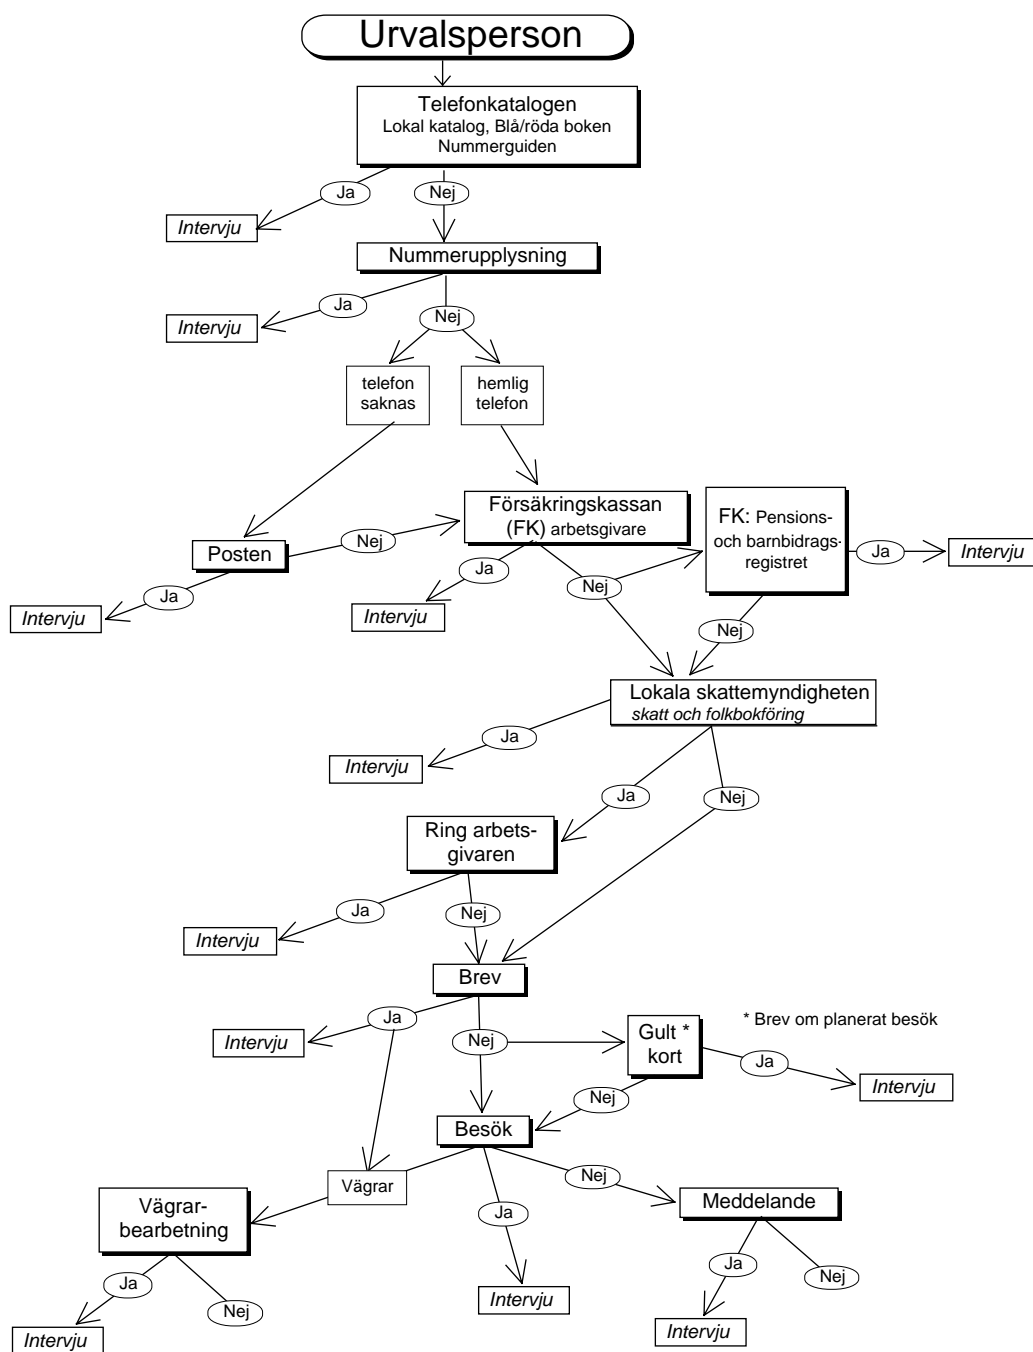 Urvalsperson
Telefonkatalogen
Lokal katalog, Blå/röda boken
Nummerguiden
Ja
Nej
Intervju
Nummerupplysning
Ja
Intervju
Nej
telefon
saknas
hemlig
telefon
Försäkringskassan
(FK) arbetsgivare
FK: Pensions-
och barnbidrags-
registret
Nej
Posten
Ja
Intervju
Ja
Intervju
Nej
Ja
Intervju
Nej
Lokala skattemyndigheten
skatt och folkbokföring
Ja
Intervju
Ja
Nej
Ring arbets-
givaren
Ja
Intervju
Nej
Brev
Ja
Intervju
Nej
Gult *
kort
* Brev om planerat besök
Ja
Intervju
Nej
Besök
Vägrar
Nej
Vägrar-
bearbetning
Meddelande
Ja
Intervju
Ja
Nej
Intervju
Ja
Nej
Intervju